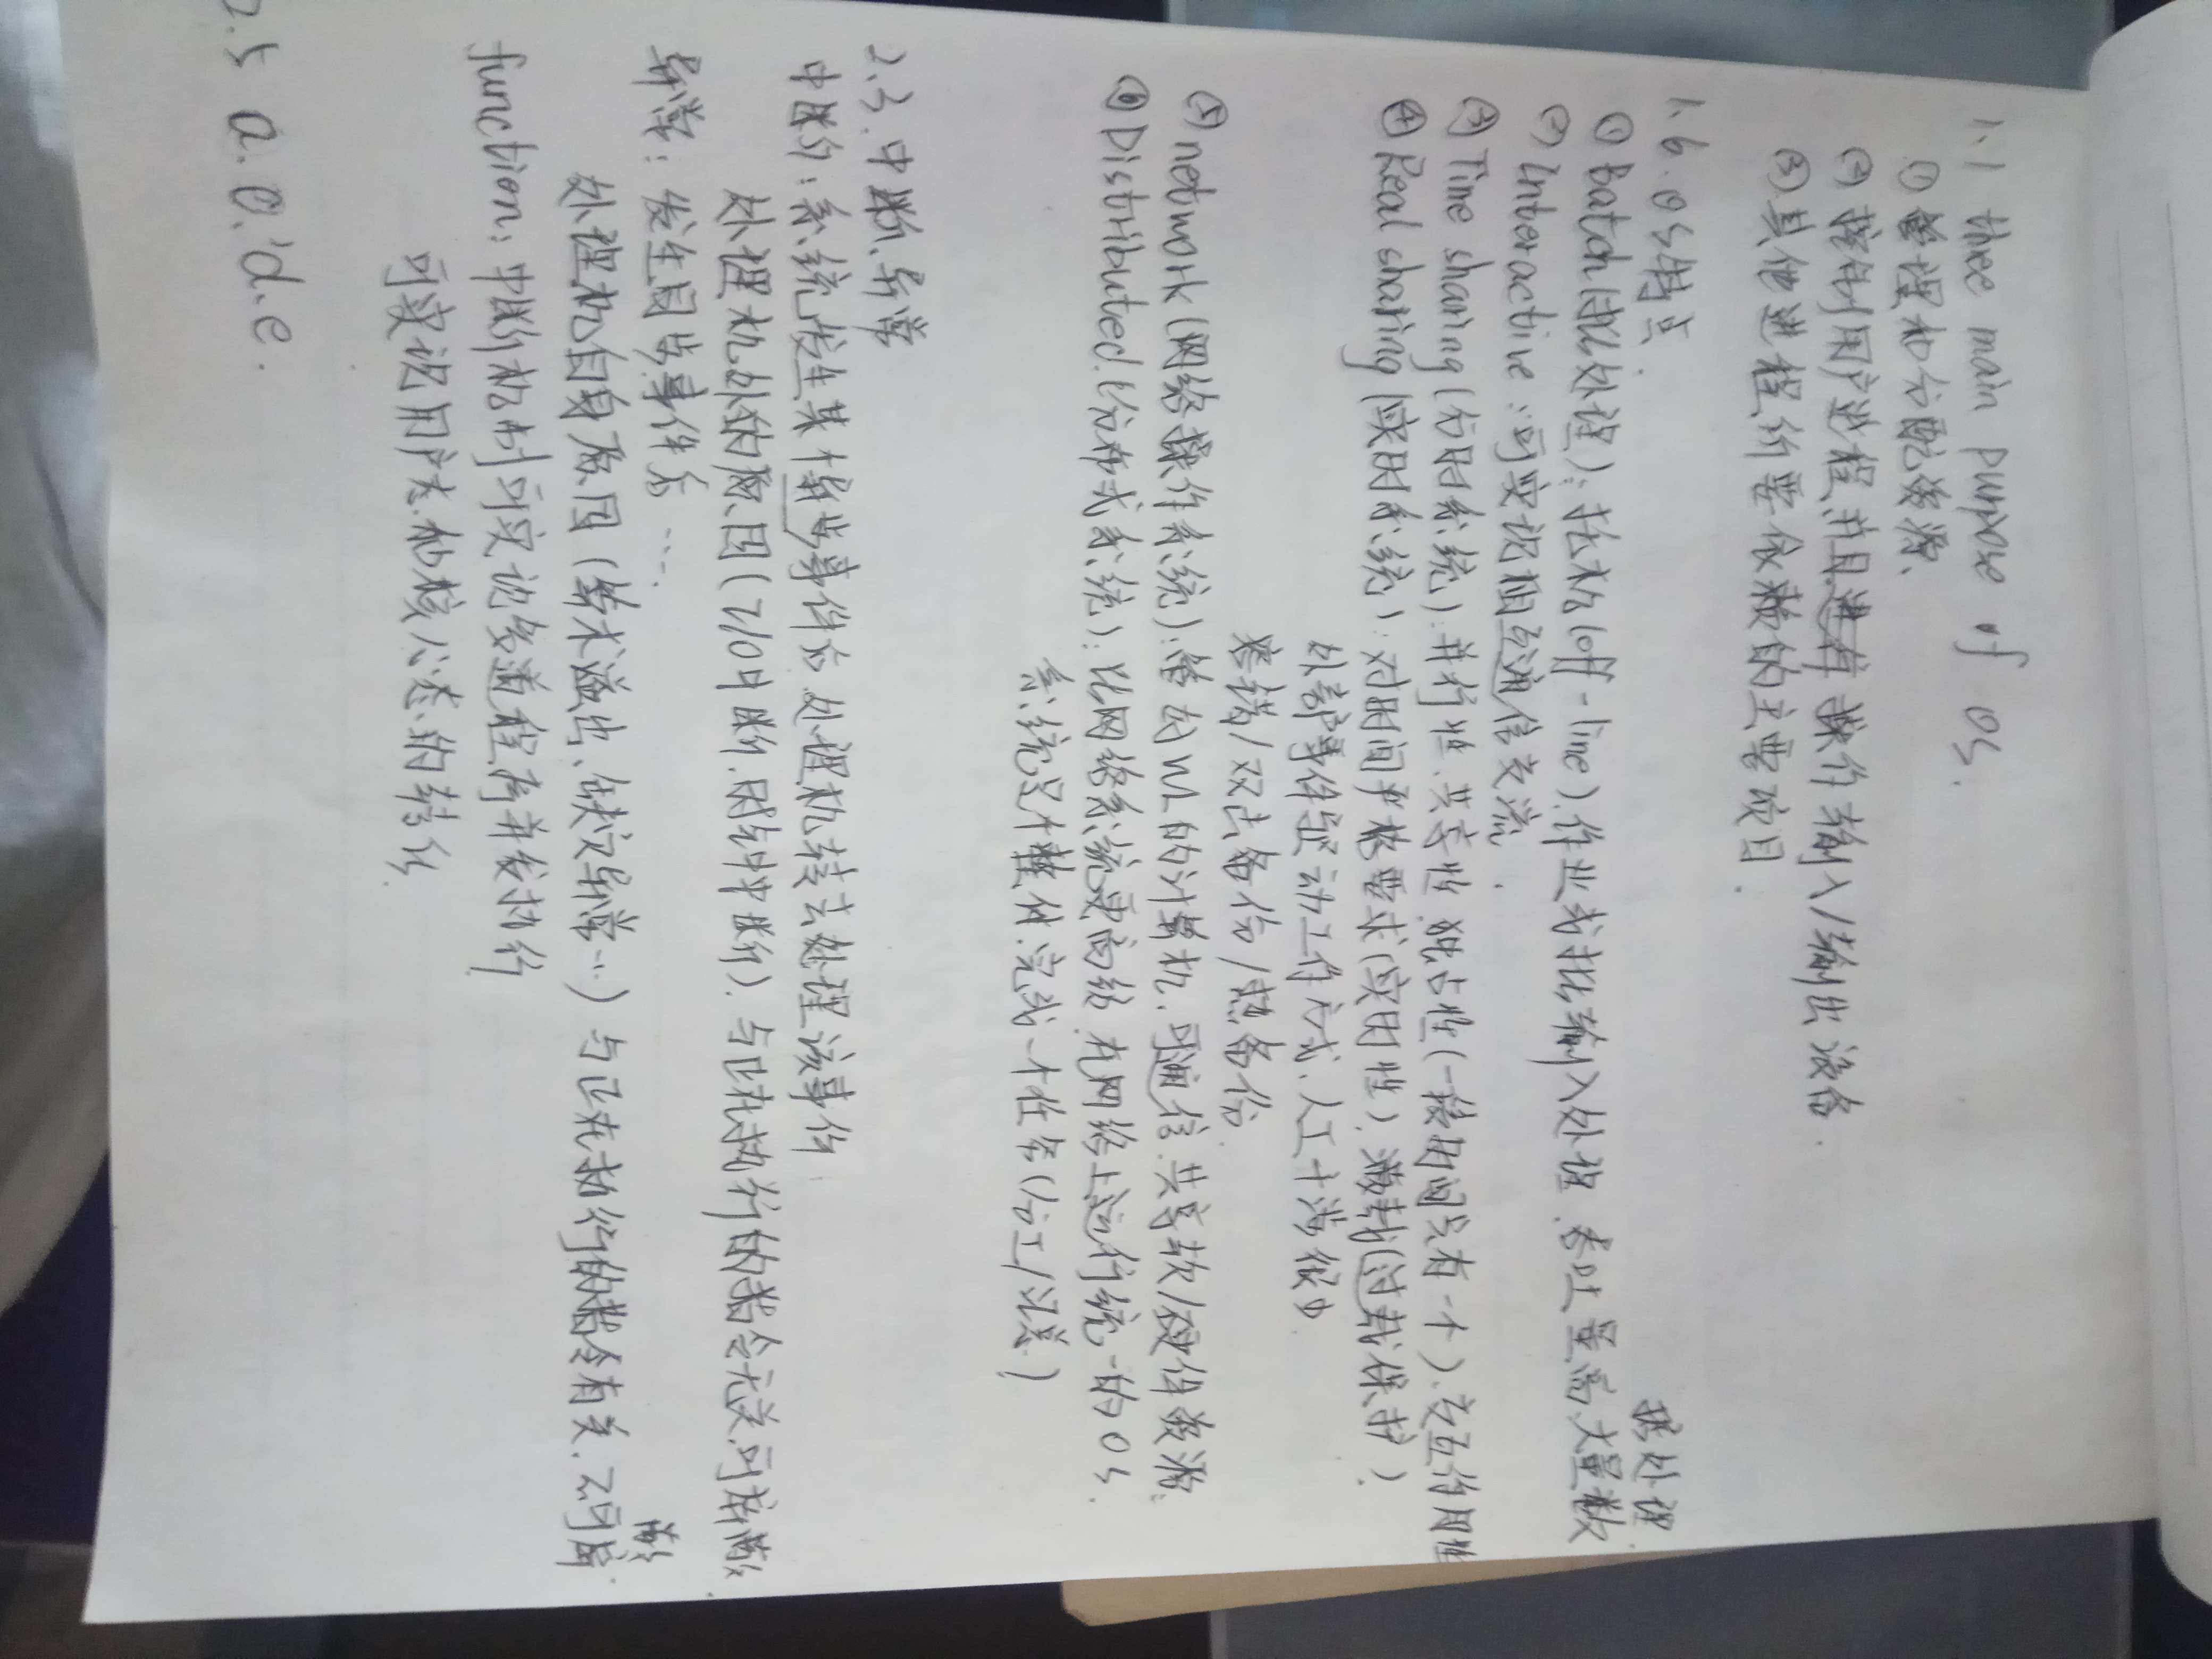 1.1 three main purpose of OS.
① 管理和分配资源、
② 控制用户进程,并且 操作输入/输出设备.
③ 其他进程所要依赖的主要项目.
1.6. OS特点.
① Batch(批处理): 托机(off-line).作业或批输入处理.吞吐量高、大量数
据处理.
② Interactive:可实现相互通信交流.
③ Time sharing(分时系统):并行性、共享性.独占性(一段时间只有一个).交互作用性
④ Real sharing(实时系统):对时间严格要求(实时性).满载(过载保护).
外部事件驱动工作方式、人工干涉很少
容错/双击备份/热备份.
⑤ network(网络操作系统): 的计算机、可通信.共享软/硬件资源.
⑥ Distributed.(分布式系统):比网络系统更高级.在网络上运行统一的OS.
系统是个整体.完成一个任务(分工/汇总)
2.3.中断、异常
中断:系统发生某个异步事件后.处理机转去处理该事件
处理机外的原因(I/O中断.时钟中断).与正在执行的指令无关.可屏蔽.
异常:发生同步事件后….
处理机自身原因(算术溢出、缺页异常…)与正在执行的指令有关.不可屏
蔽
function:中断机制可实现多道程序并发执行
可实现用户态.和核心态.的转化.
2.5 a.c.d.e.